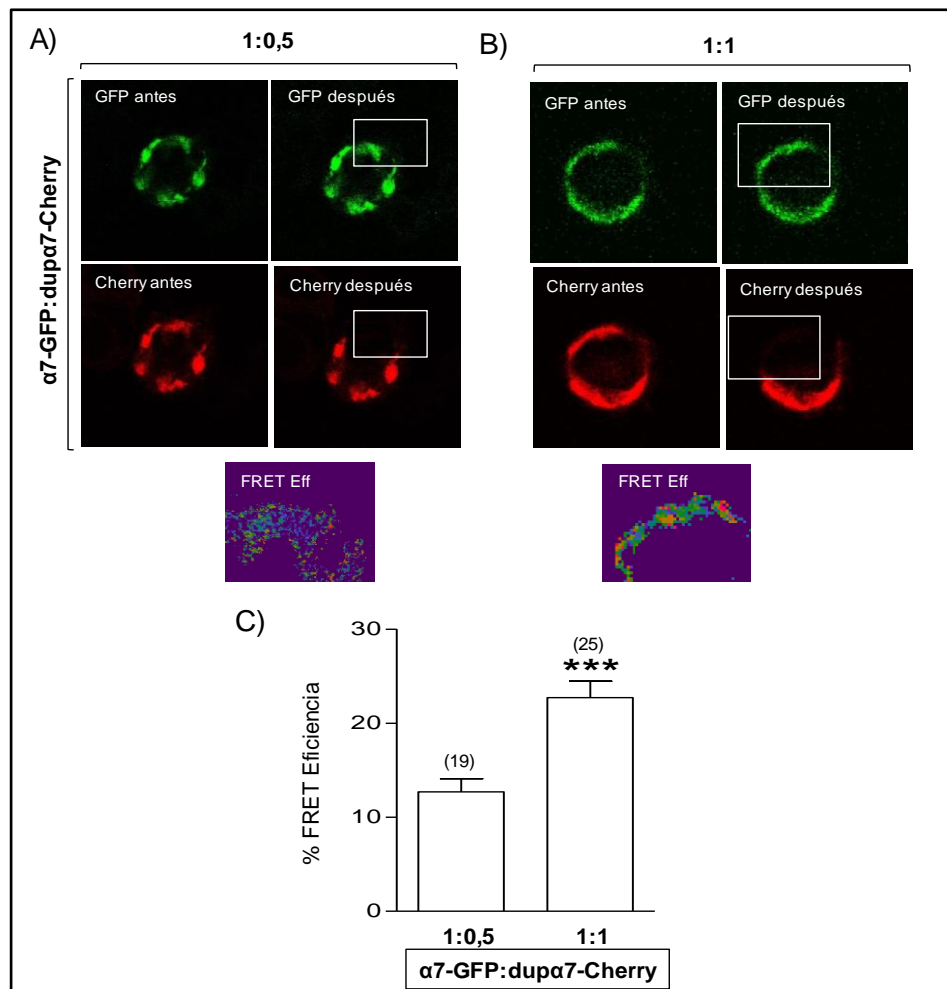 A)
1:0,5
B)
1:1
α7-GFP:dupα7-Cherry
GFP antes
GFP después
Cherry antes
Cherry después
FRET Eff
GFP antes
GFP después
Cherry antes
Cherry después
FRET Eff
C)
% FRET Eficiencia
30
20
10
0
(19)
(25)
***
1:0,5
1:1
α7-GFP:dupα7-Cherry